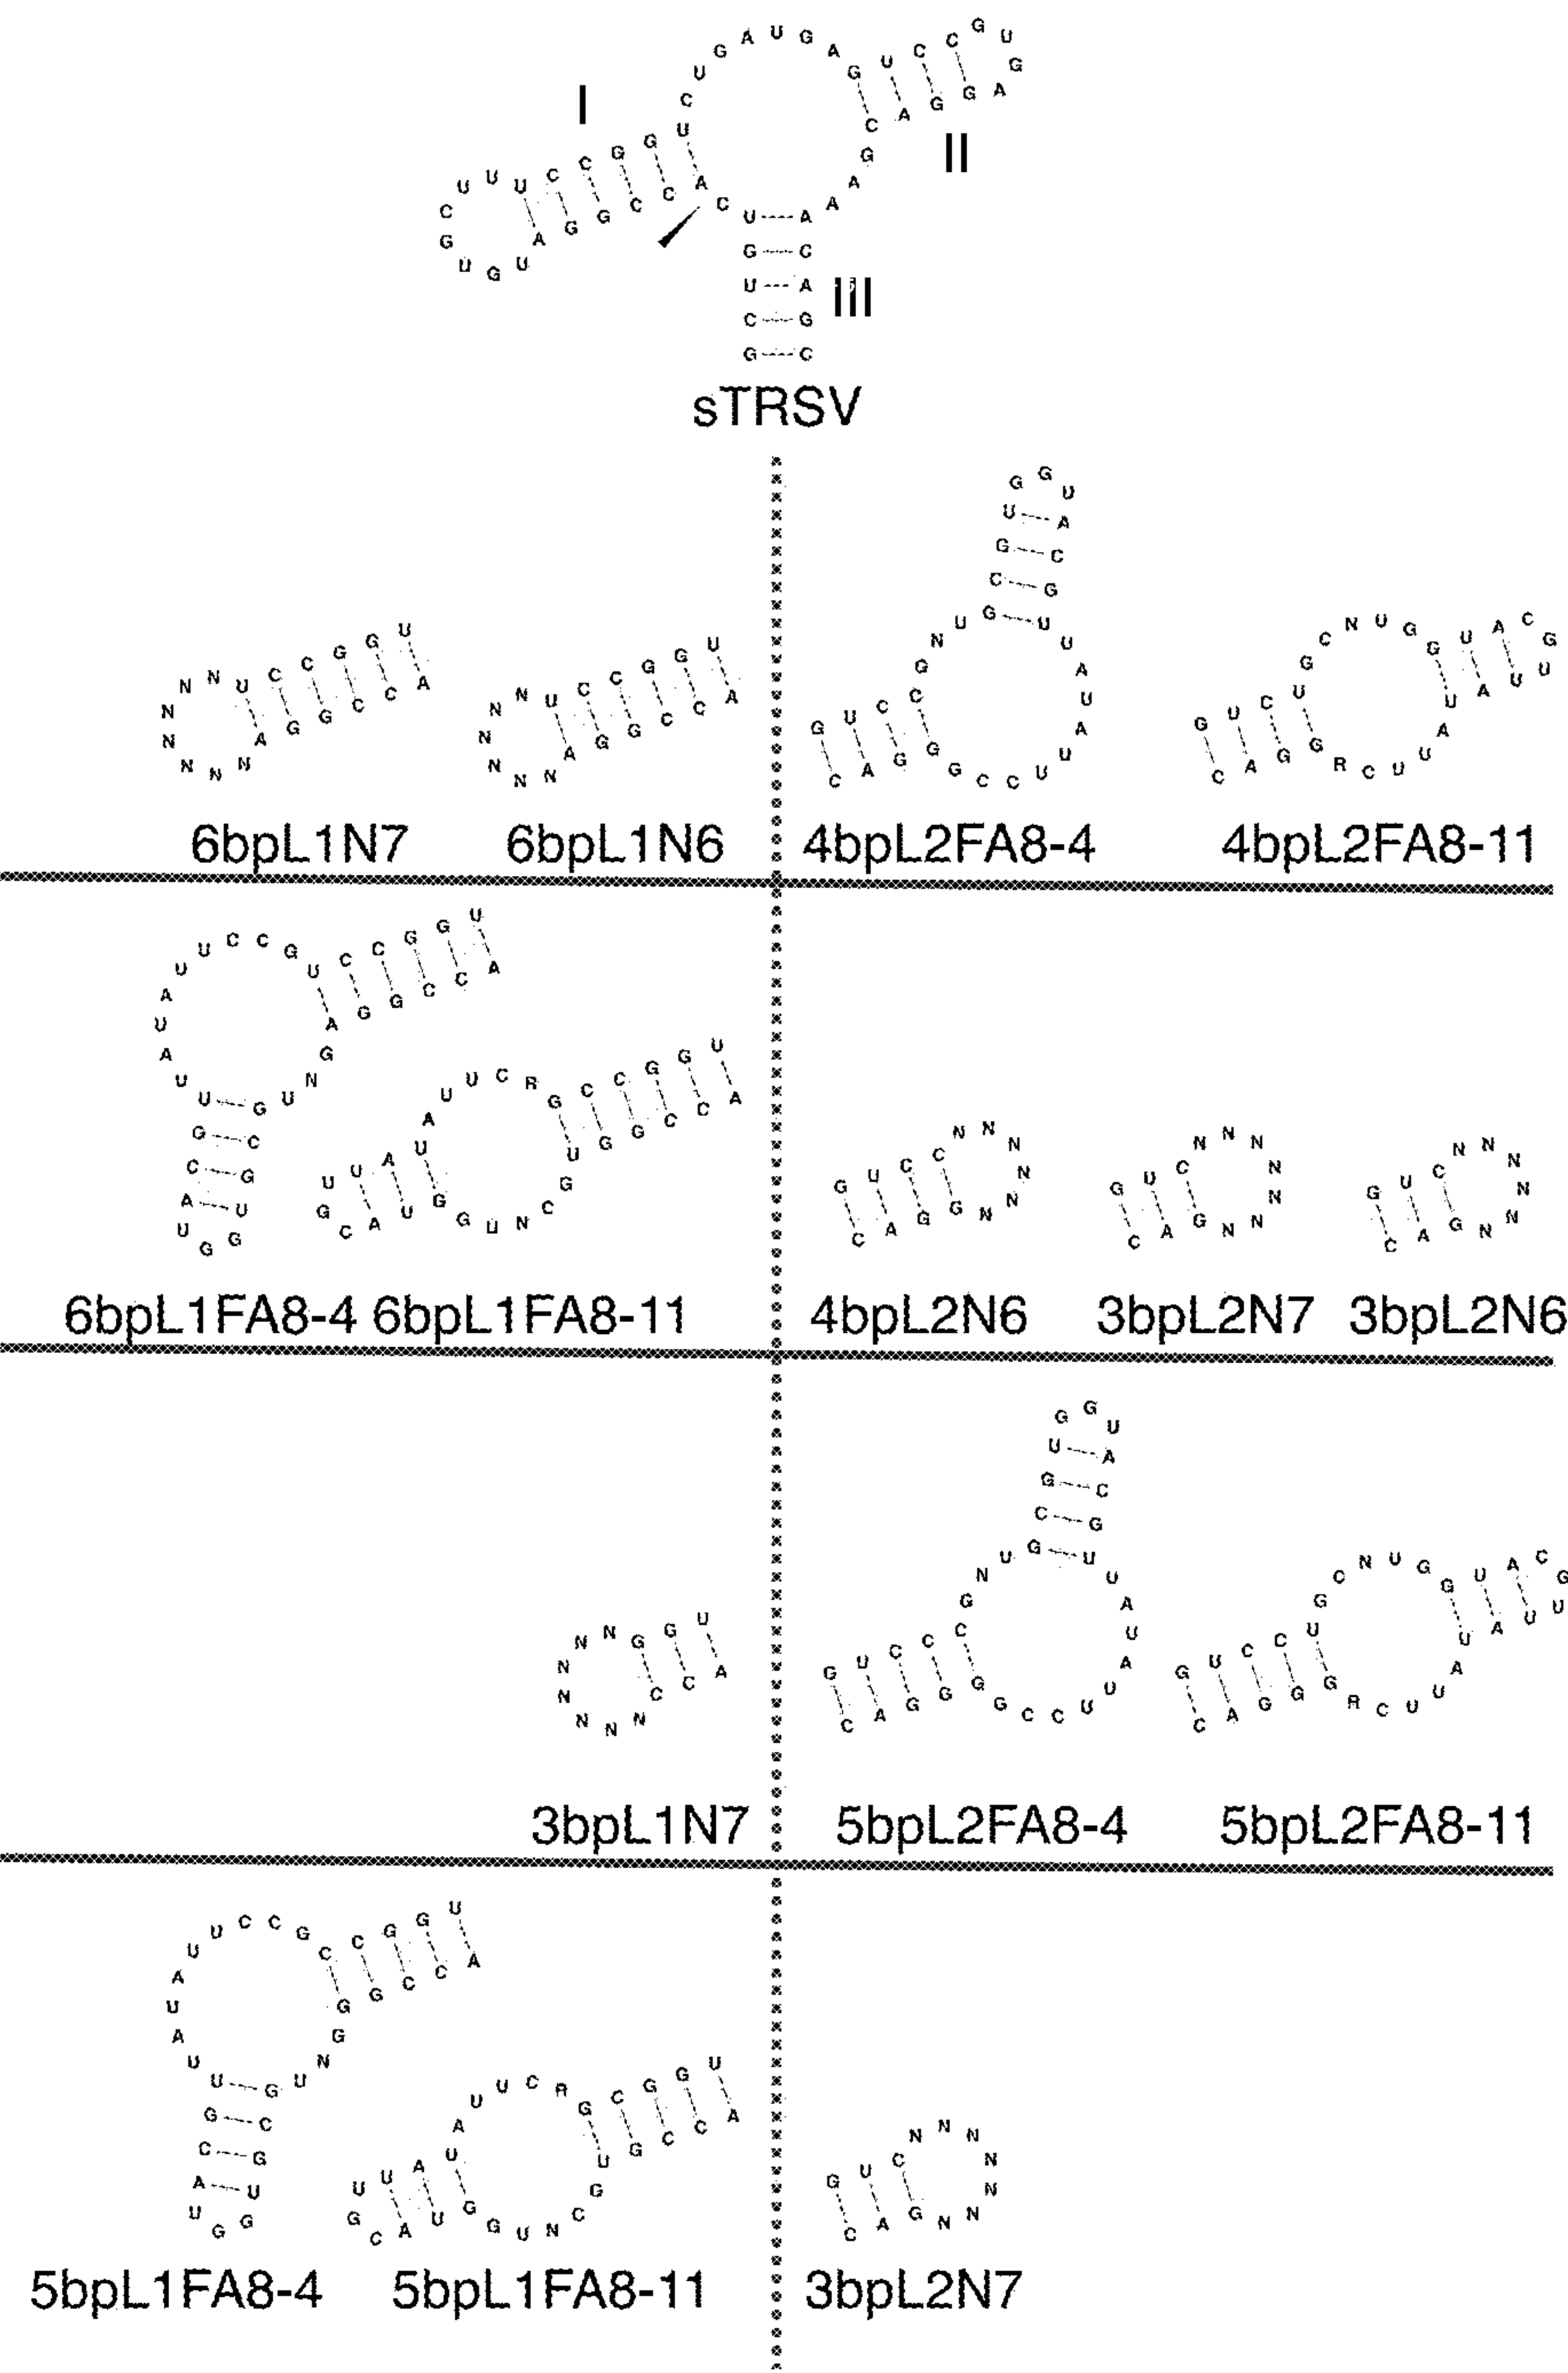 I
II
III
G C U G U C A C C G G A U G U G C U U U C C G G U C U G A U G A G U C C G U G A G G A C G A A A C A G C
sTRSV
A C C G G A N N N N N N N U C C G G U
6bpL1N7
A C C G G A N N N N N N U C C G G U
6bpL1N6
G U C C G N U G C G U G G U A C G U U A U A U U C C G G G A C
4bpL2FA8-4
G U C U G C N U G G U A C G U U A U A U U C R G G A C
4bpL2FA8-11
A C C G G A G N U G C G U G G U A C G U U A U A U U C C G U C C G G U
6bpL1FA8-4
A C C G G U G C N U G G U A C G U U A U A U U C R G C C G G U
6bpL1FA8-11
G U C C N N N N N N G G A C
4bpL2N6
G U C N N N N N N N G A C
3bpL2N7
G U C N N N N N N G A C
3bpL2N6
A C C N N N N N N N G G U
3bpL1N7
G U C C C G N U G C G U G G U A C G U U A U A U U C C G G G G A C
5bpL2FA8-4
G U C C U G C N U G G U A C G U U A U A U U C R G G G A C
5bpL2FA8-11
A C C G G G N U G C G U G G U A C G U U A U A U U C C G C C G G U
5bpL1FA8-4
A C C G U G C N U G G U A C G U U A U A U U C R G C G G U
5bpL1FA8-11
G U C N N N N N N N G A C
3bpL2N7